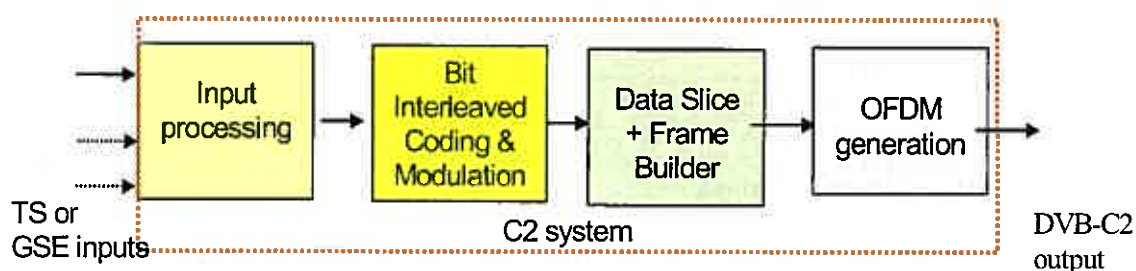 Input
processing
Bit
Interleaved
Coding &
Modulation
Data Slice
+ Frame
Builder
OFDM
generation
TS or
GSE inputs
C2 system
DVB-C2
output